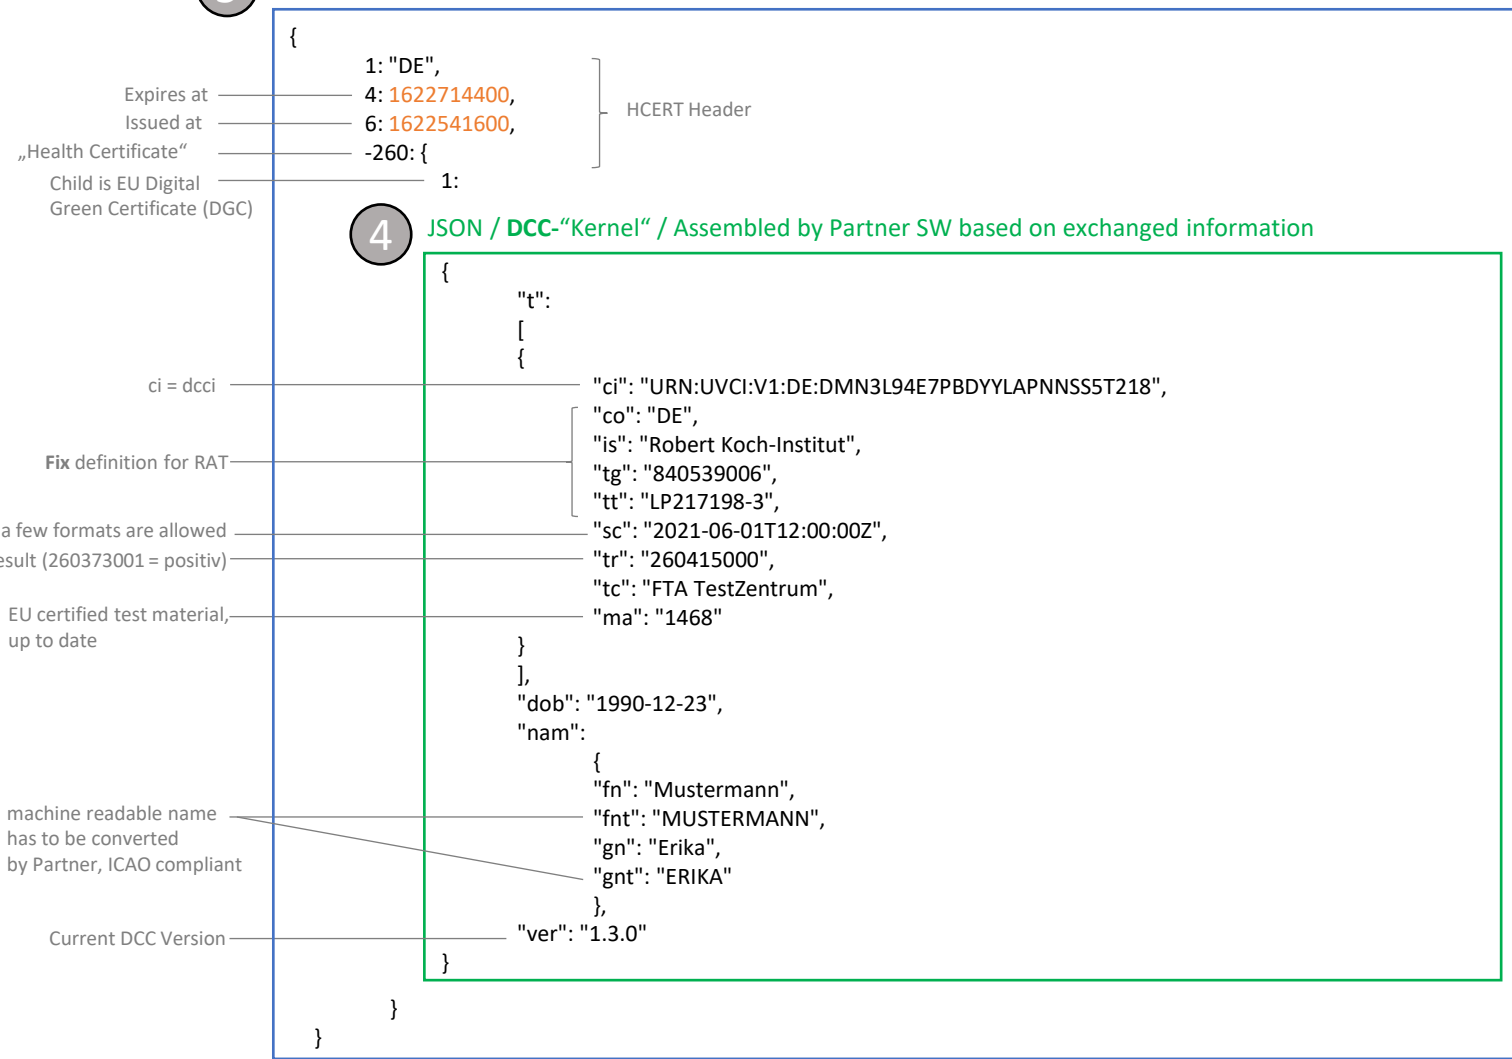 {
1: "DE",
Expires at
4: 1622714400,
Issued at
6: 1622541600,
HCERT Header
„Health Certificate“
-260: {
Child is EU Digital
Green Certificate (DGC)
1:
4
JSON / DCC-“Kernel“ / Assembled by Partner SW based on exchanged information
{
"t":
[
{
ci = dcci
"ci": "URN:UVCI:V1:DE:DMN3L94E7PBDYYLAPNNSS5T218",
"co": "DE",
"is": "Robert Koch-Institut",
Fix definition for RAT
"tg": "840539006",
"tt": "LP217198-3",
a few formats are allowed
"sc": "2021-06-01T12:00:00Z",
(260373001 = positiv)
"tr": "260415000",
"tc": "FTA TestZentrum",
EU certified test material,
up to date
"ma": "1468"
}
],
"dob": "1990-12-23",
"nam":
{
"fn": "Mustermann",
machine readable name
has to be converted
by Partner, ICAO compliant
"fnt": "MUSTERMANN",
"gn": "Erika",
"gnt": "ERIKA"
},
Current DCC Version
"ver": "1.3.0"
}
}
}